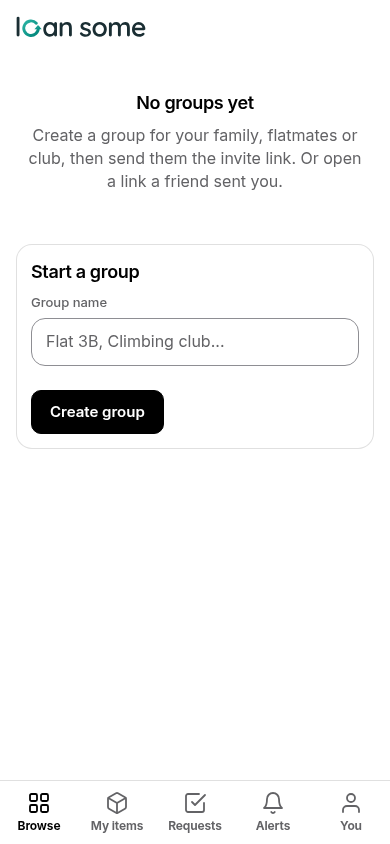 loan some
No groups yet
Create a group for your family, flatmates or
club, then send them the invite link. Or open
a link a friend sent you.
Start a group
Group name
Flat 3B, Climbing club...
Create group
Browse
My items
Requests
Alerts
You